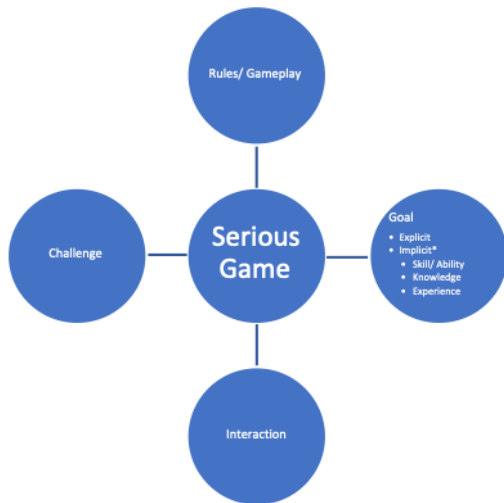 Rules/ Gameplay
Challenge
Serious
Game
Goal
• Explicit
• Implicit*
• Skill/ Ability
• Knowledge
• Experience
Interaction